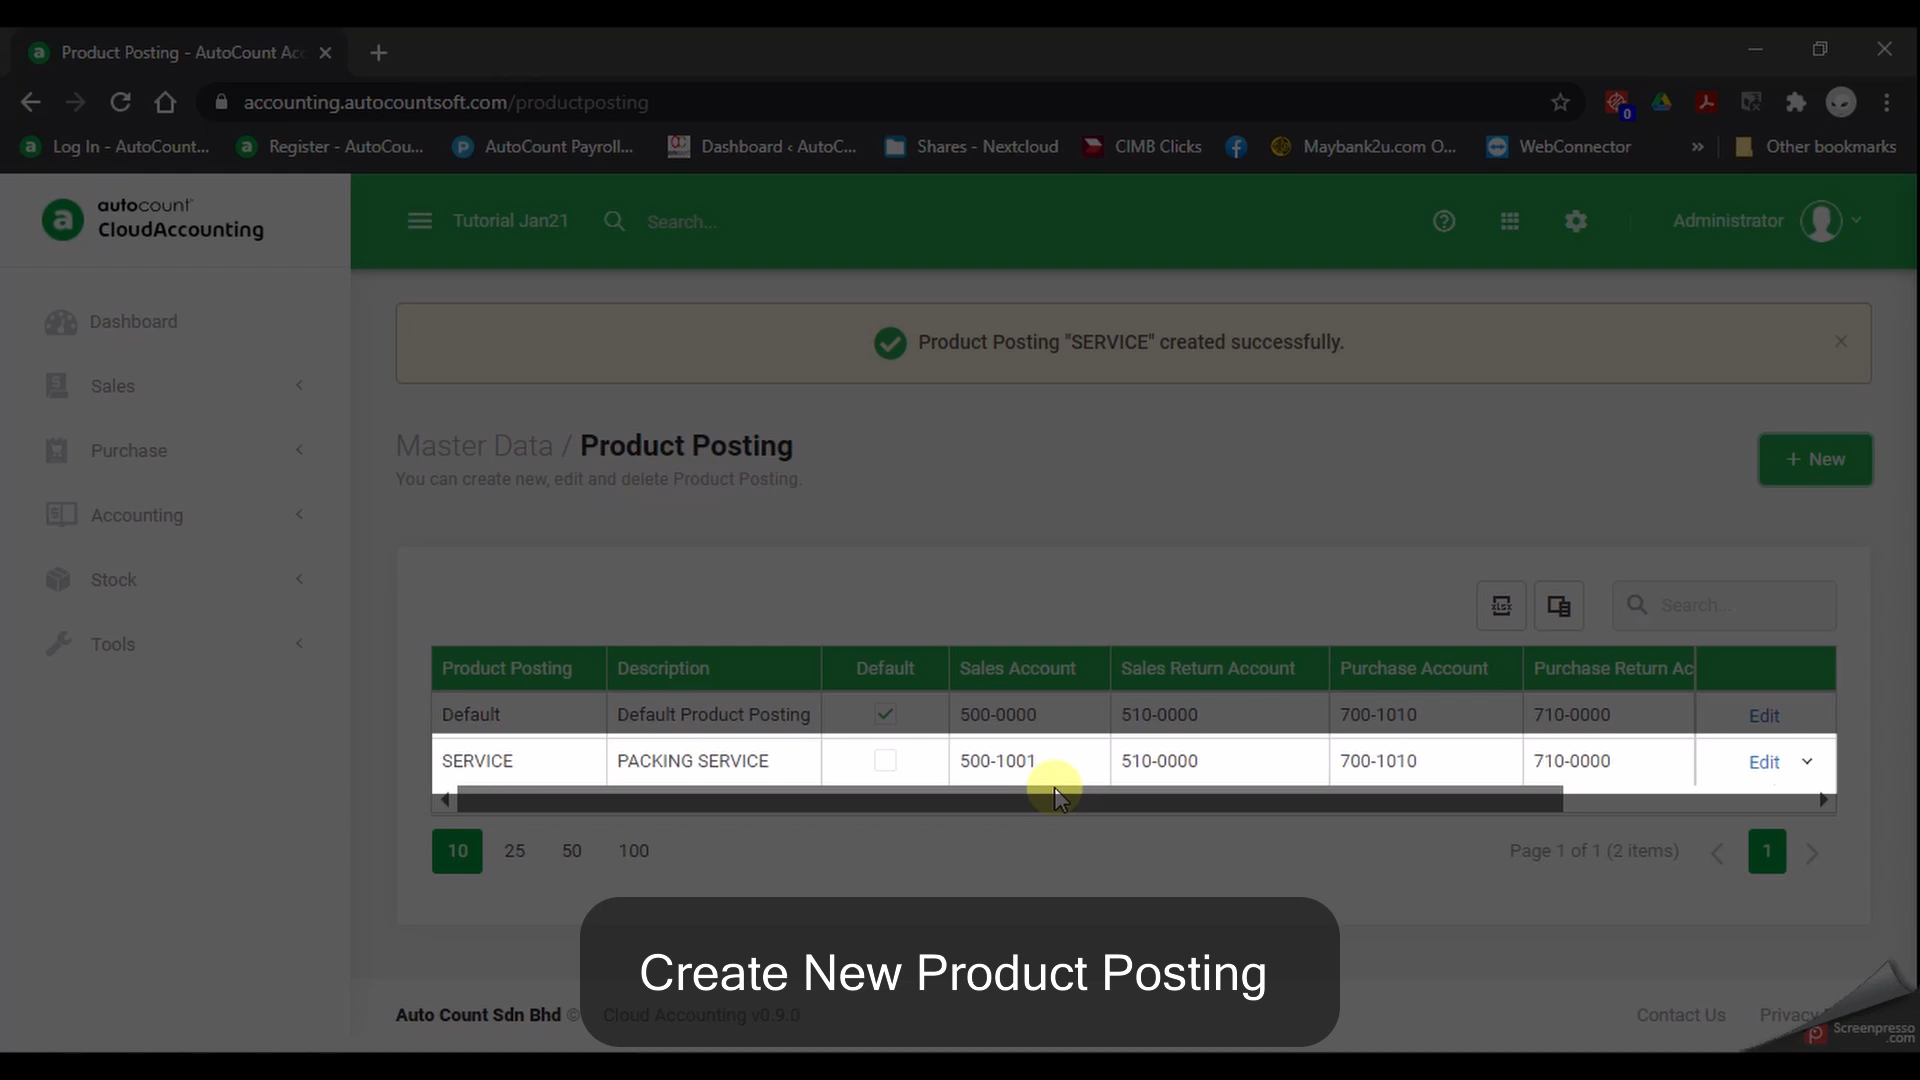 Product Posting - AutoCount Acc
accounting.autocountsoft.com/productposting
0
Log In - AutoCount...
Register - AutoCou...
AutoCount Payroll...
Dashboard ‹ AutoC...
Shares - Nextcloud
CIMB Clicks
Maybank2u.com O...
WebConnector
»
Other bookmarks
autocount
CloudAccounting
Tutorial Jan21
Search...
Administrator
Dashboard
Sales
Purchase
Accounting
Stock
Tools
Product Posting "SERVICE" created successfully.
Master Data / Product Posting
You can create new, edit and delete Product Posting.
+ New
xlsx
Search...
Product Posting Description Default Sales Account Sales Return Account Purchase Account Purchase Return Ac
Default Default Product Posting 500-0000 510-0000 700-1010 710-0000 Edit
SERVICE PACKING SERVICE 500-1001 510-0000 700-1010 710-0000 Edit
10 25 50 100
Page 1 of 1 (2 items) 1
Create New Product Posting
Auto Count Sdn Bhd © Cloud Accounting v0.9.0
Contact Us
Privacy
Screenpresso
.com